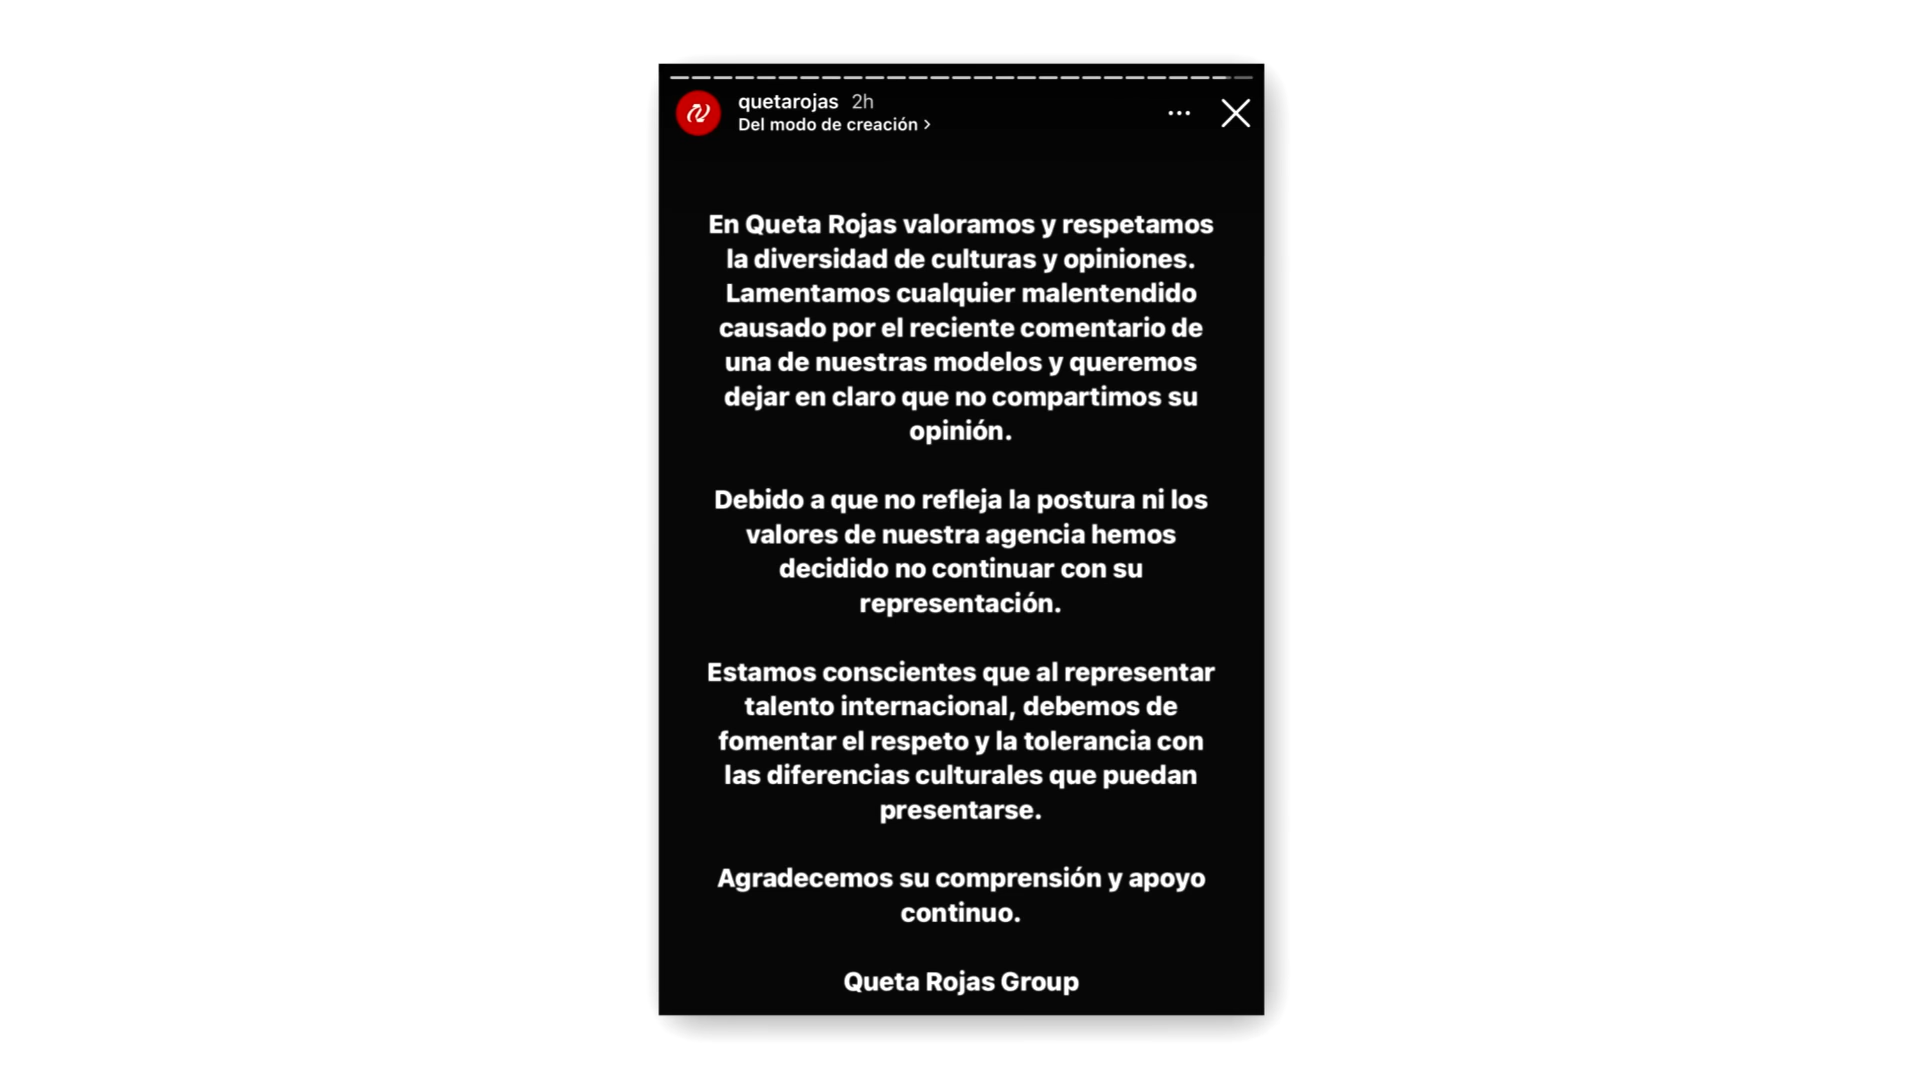 quetarojas 2h
Del modo de creación >
En Queta Rojas valoramos y respetamos
la diversidad de culturas y opiniones.
Lamentamos cualquier malentendido
causado por el reciente comentario de
una de nuestras modelos y queremos
dejar en claro que no compartimos su
opinión.
Debido a que no refleja la postura ni los
valores de nuestra agencia hemos
decidido no continuar con su
representación.
Estamos conscientes que al representar
talento internacional, debemos de
fomentar el respeto y la tolerancia con
las diferencias culturales que puedan
presentarse.
Agradecemos su comprensión y apoyo
continuo.
Queta Rojas Group